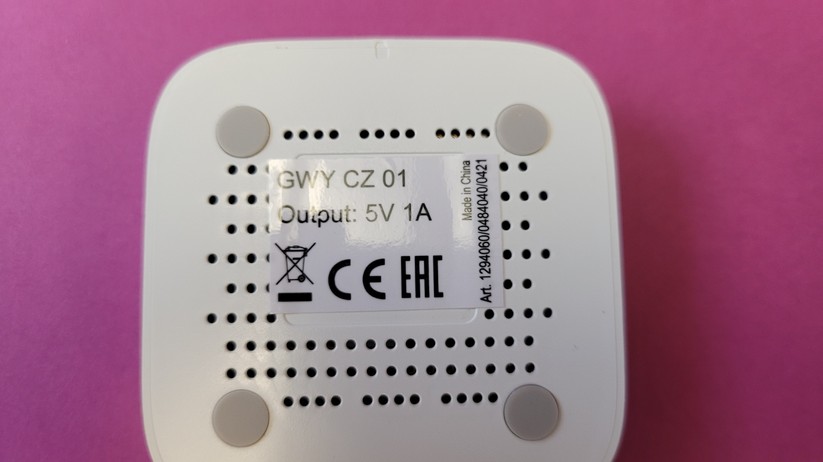 GWY CZ 01
Output: 5V 1A
CE EAC
Made in China
Art. 1294060/0484040/0421